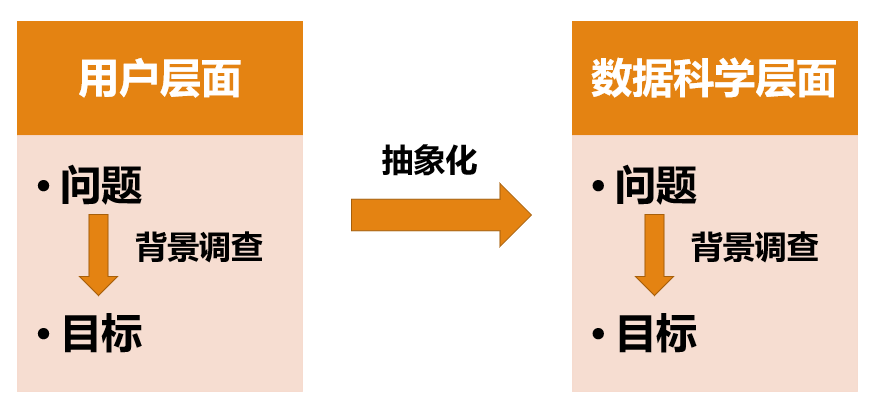 用户层面
• 问题
背景调查
• 目标
抽象化
数据科学层面
• 问题
背景调查
• 目标